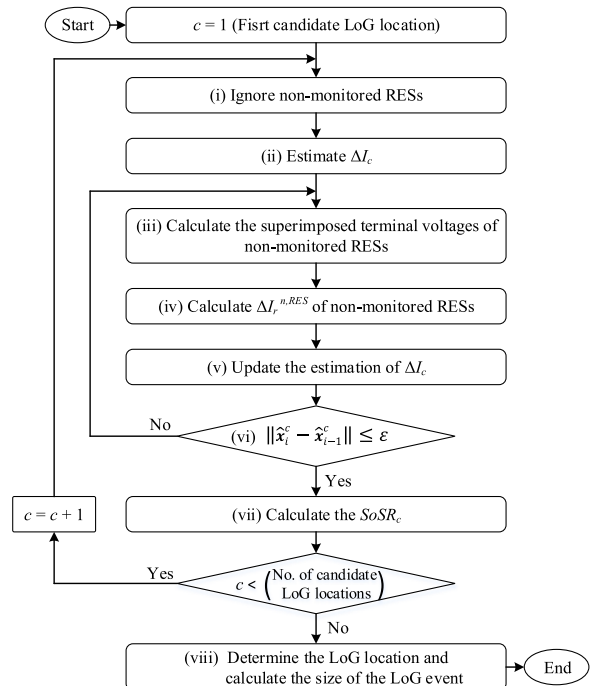 Start
c = 1 (Fisrt candidate LoG location)
(i) Ignore non-monitored RESs
(ii) Estimate ΔI_c
(iii) Calculate the superimposed terminal voltages of
non-monitored RESs
(iv) Calculate ΔI_r^{n,RES} of non-monitored RESs
(v) Update the estimation of ΔI_c
No
(vi) ‖x̂_i^c − x̂_{i−1}^c‖ ≤ ε
Yes
c = c + 1
(vii) Calculate the SoSR_c
Yes
c < (No. of candidate
LoG locations)
No
(viii) Determine the LoG location and
calculate the size of the LoG event
End